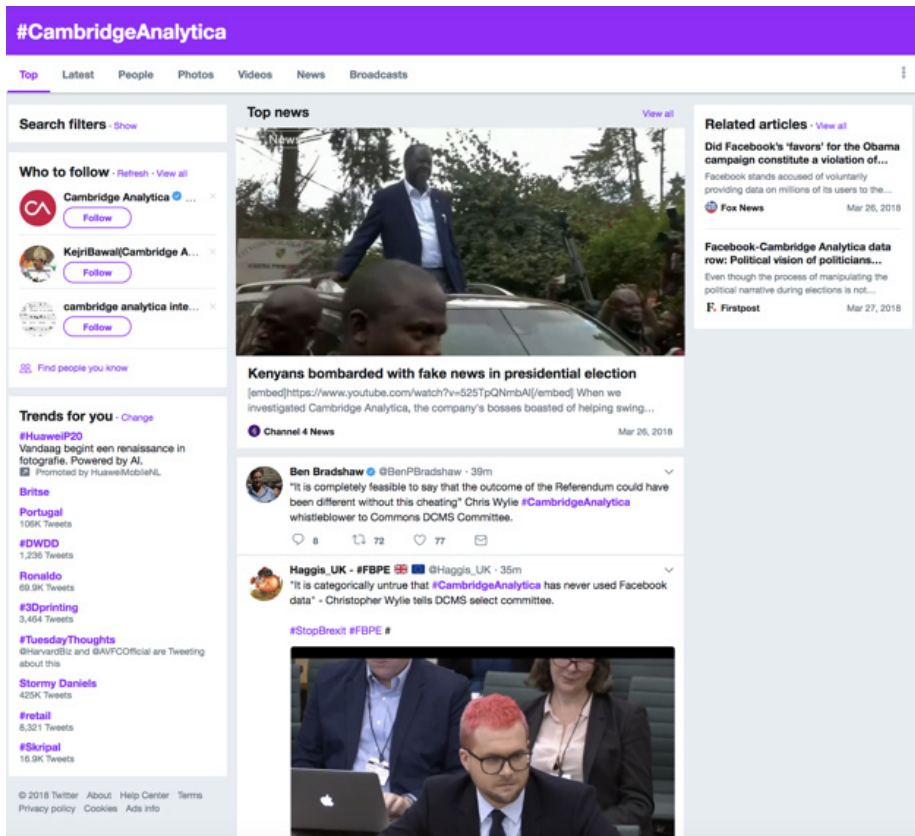 #CambridgeAnalytica
Top Latest People Photos Videos News Broadcasts
Search filters · Show
Who to follow · Refresh · View all
Cambridge Analytica ...
Follow
KejriBawal(Cambridge A...
Follow
cambridge analytica inte...
Follow
Find people you know
Trends for you · Change
#HuaweiP20
Vandaag begint een renaissance in
fotografie. Powered by AI.
Promoted by HuaweiMobileNL
Britse
Portugal
106K Tweets
#DWDD
1,236 Tweets
Ronaldo
69.9K Tweets
#3Dprinting
3,464 Tweets
#TuesdayThoughts
@HarvardBiz and @AVFCOfficial are Tweeting
about this
Stormy Daniels
425K Tweets
#retail
6,321 Tweets
#Skripal
16.9K Tweets
© 2018 Twitter About Help Center Terms
Privacy policy Cookies Ads info
Top news View all
News
Kenyans bombarded with fake news in presidential election
[embed]https://www.youtube.com/watch?v=525TpQNmbAI[/embed] When we
investigated Cambridge Analytica, the company's bosses boasted of helping swing...
Channel 4 News Mar 26, 2018
Ben Bradshaw @BenPBradshaw · 39m
"It is completely feasible to say that the outcome of the Referendum could have
been different without this cheating" Chris Wylie #CambridgeAnalytica
whistleblower to Commons DCMS Committee.
8 72 77
Haggis_UK - #FBPE 🇬🇧 🇪🇺 @Haggis_UK · 35m
"It is categorically untrue that #CambridgeAnalytica has never used Facebook
data" - Christopher Wylie tells DCMS select committee.
#StopBrexit #FBPE #
Related articles · View all
Did Facebook's 'favors' for the Obama
campaign constitute a violation of...
Facebook stands accused of voluntarily
providing data on millions of its users to the...
Fox News Mar 26, 2018
Facebook-Cambridge Analytica data
row: Political vision of politicians...
Even though the process of manipulating the
political narrative during elections is not...
F. Firstpost Mar 27, 2018